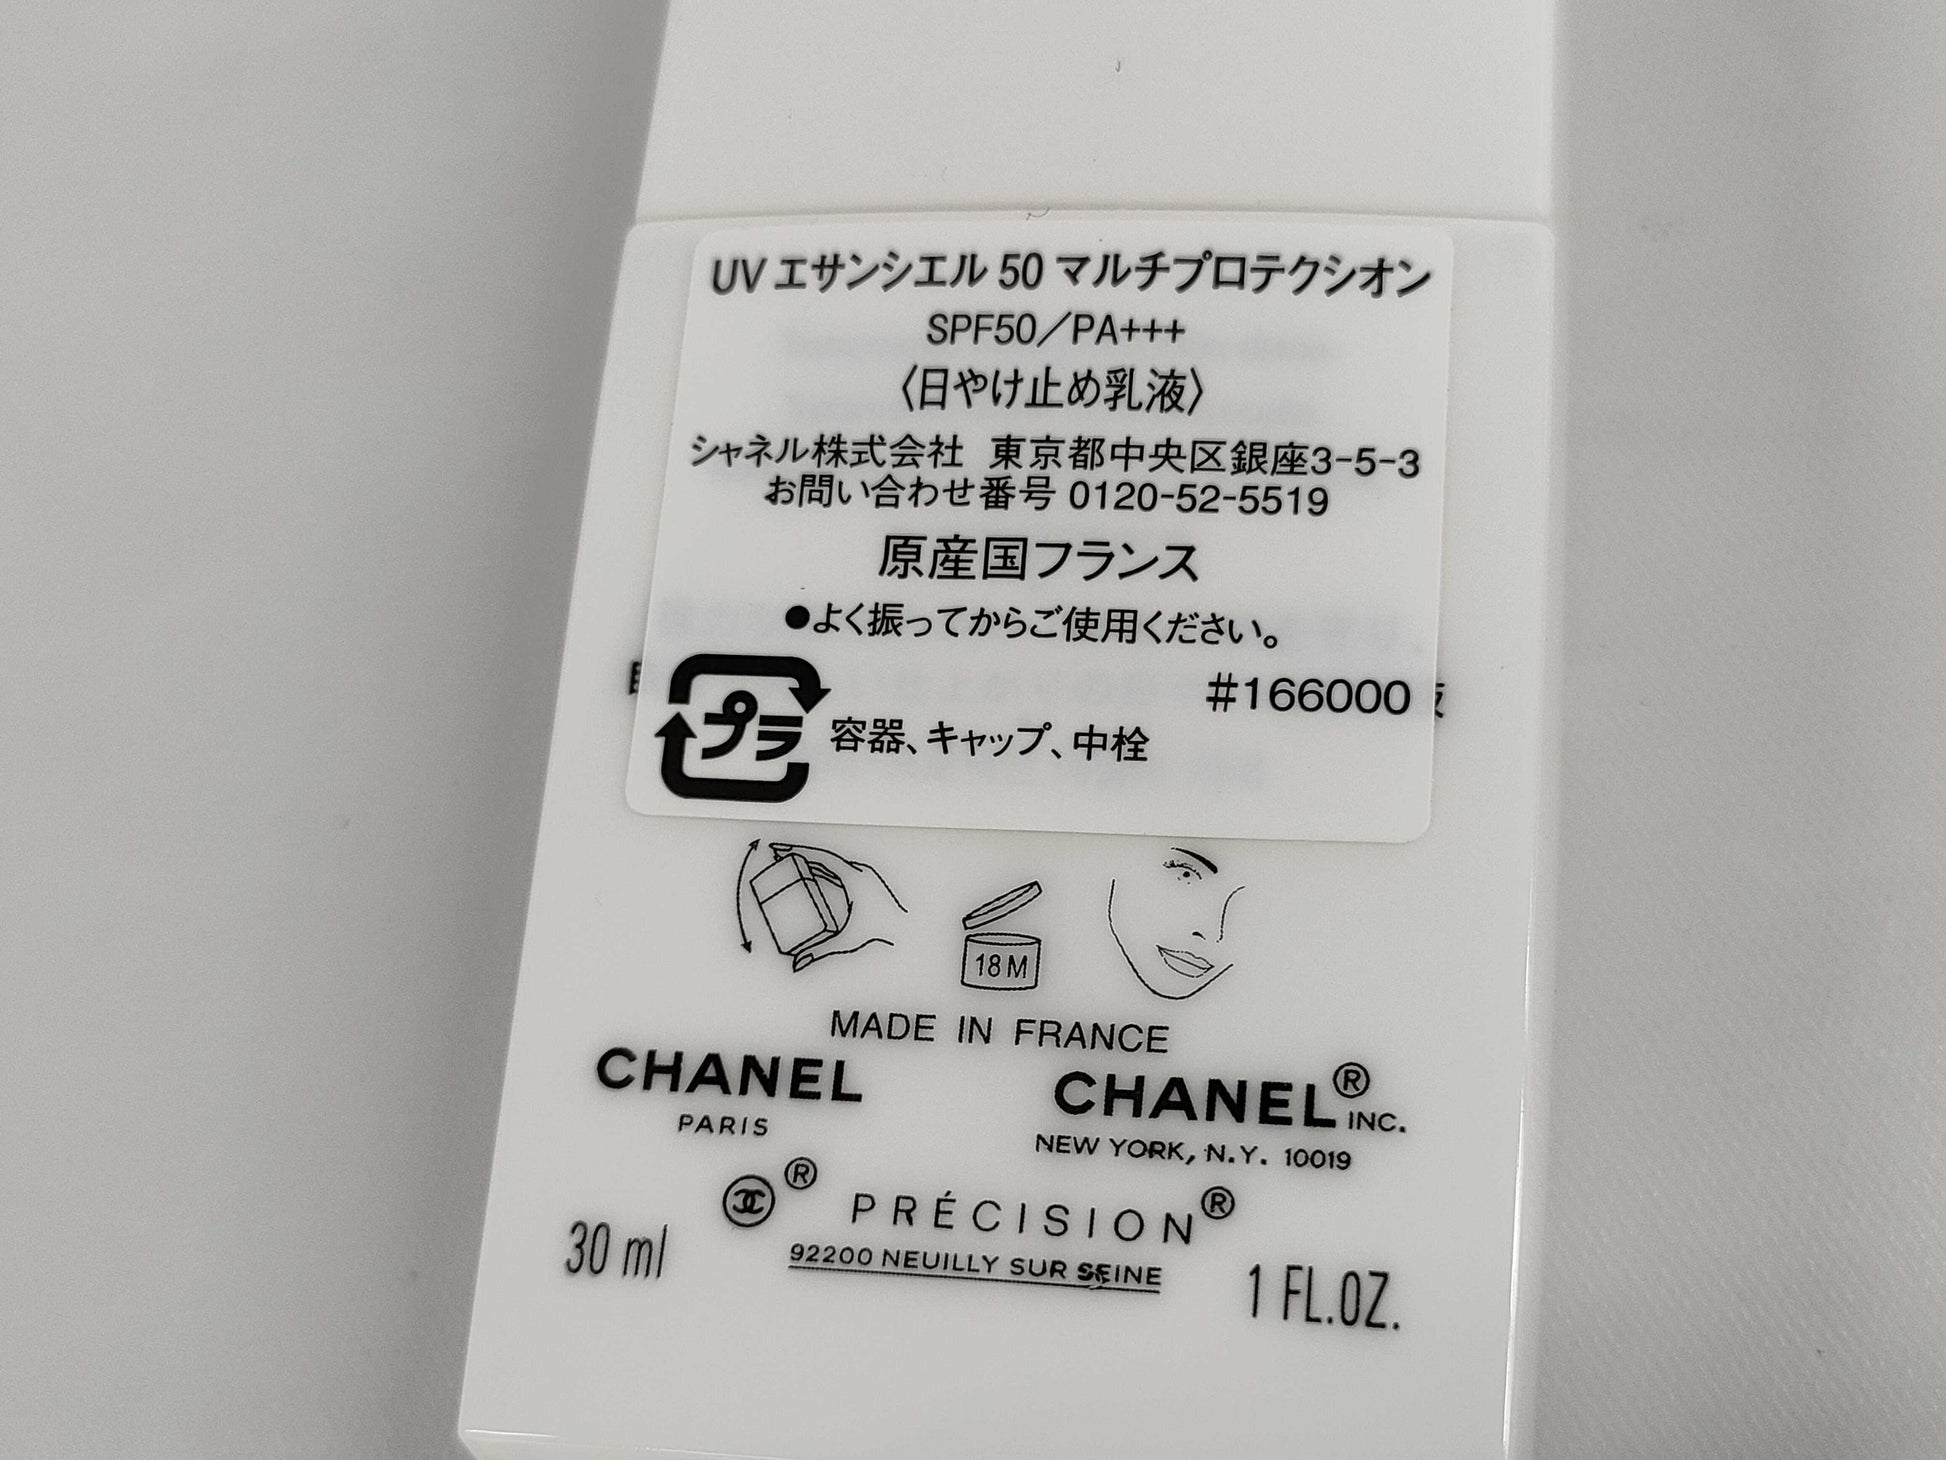 UV エサンシエル 50 マルチプロテクシオン
SPF50／PA+++
〈日やけ止め乳液〉
シャネル株式会社 東京都中央区銀座3-5-3
お問い合わせ番号 0120-52-5519
原産国フランス
●よく振ってからご使用ください。
#166000
プラ 容器、キャップ、中栓
18M
MADE IN FRANCE
CHANEL
PARIS
CHANEL® INC.
NEW YORK, N.Y. 10019
® PRÉCISION®
92200 NEUILLY SUR SEINE
30 ml
1 FL.OZ.